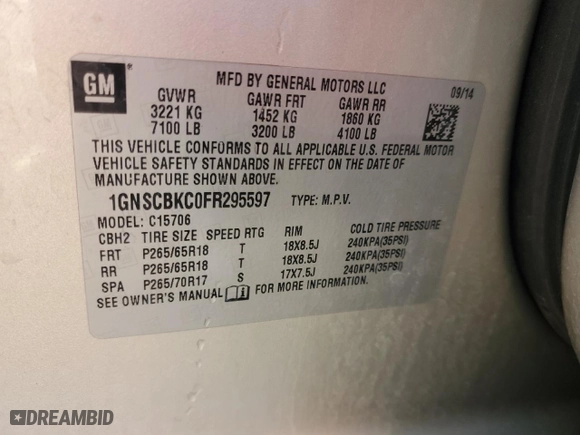 GM
MFD BY GENERAL MOTORS LLC
09/14
GVWR GAWR FRT GAWR RR
3221 KG 1452 KG 1860 KG
7100 LB 3200 LB 4100 LB
THIS VEHICLE CONFORMS TO ALL APPLICABLE U.S. FEDERAL MOTOR
VEHICLE SAFETY STANDARDS IN EFFECT ON THE DATE OF
MANUFACTURE SHOWN ABOVE.
1GNSCBKC0FR295597 TYPE: M.P.V.
MODEL: C15706
CBH2 TIRE SIZE SPEED RTG RIM COLD TIRE PRESSURE
FRT P265/65R18 T 18X8.5J 240KPA(35PSI)
RR P265/65R18 T 18X8.5J 240KPA(35PSI)
SPA P265/70R17 S 17X7.5J 240KPA(35PSI)
SEE OWNER'S MANUAL FOR MORE INFORMATION.
DREAMBID